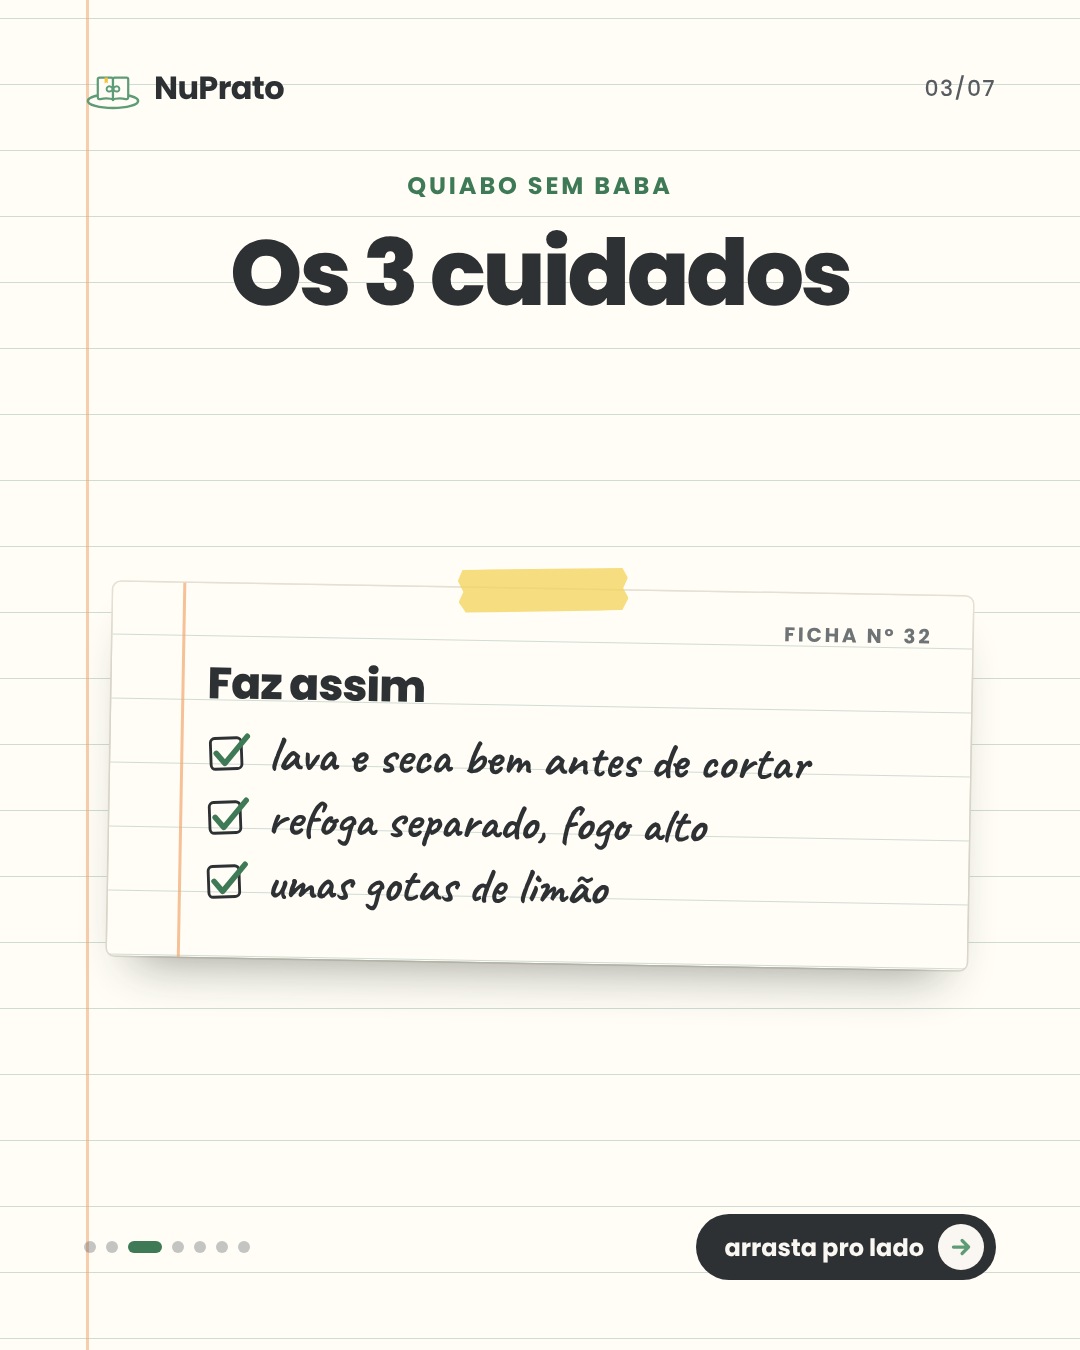 NuPrato
03/07
QUIABO SEM BABA
Os 3 cuidados
FICHA Nº 32
Faz assim
lava e seca bem antes de cortar
refoga separado, fogo alto
umas gotas de limão
arrasta pro lado